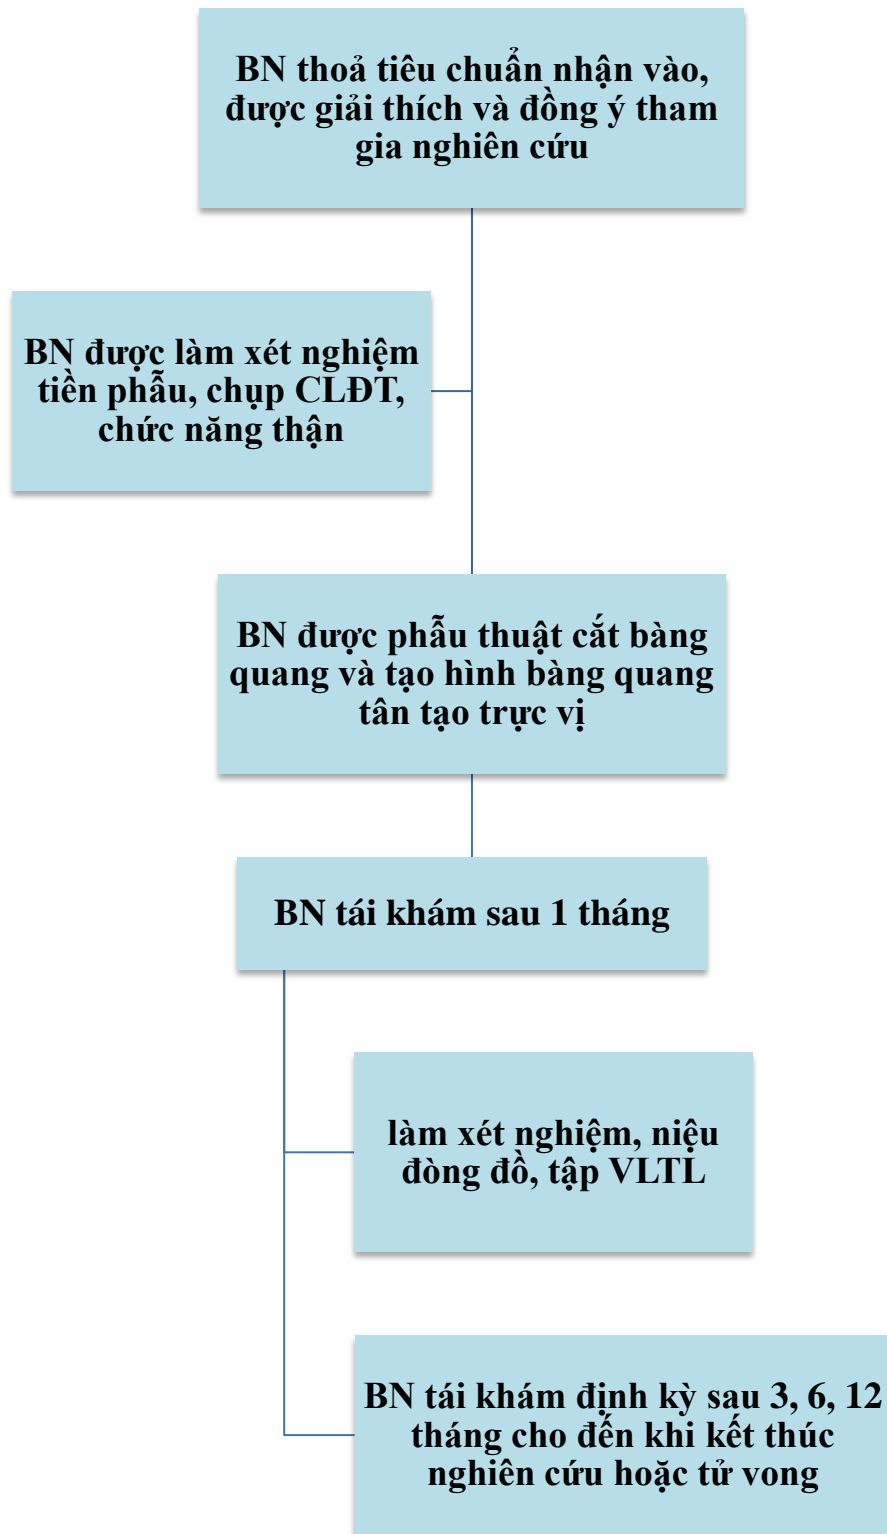 BN thoả tiêu chuẩn nhận vào,
được giải thích và đồng ý tham
gia nghiên cứu
BN được làm xét nghiệm
tiền phẫu, chụp CLĐT,
chức năng thận
BN được phẫu thuật cắt bàng
quang và tạo hình bàng quang
tân tạo trực vị
BN tái khám sau 1 tháng
làm xét nghiệm, niệu
đòng đồ, tập VLTL
BN tái khám định kỳ sau 3, 6, 12
tháng cho đến khi kết thúc
nghiên cứu hoặc tử vong